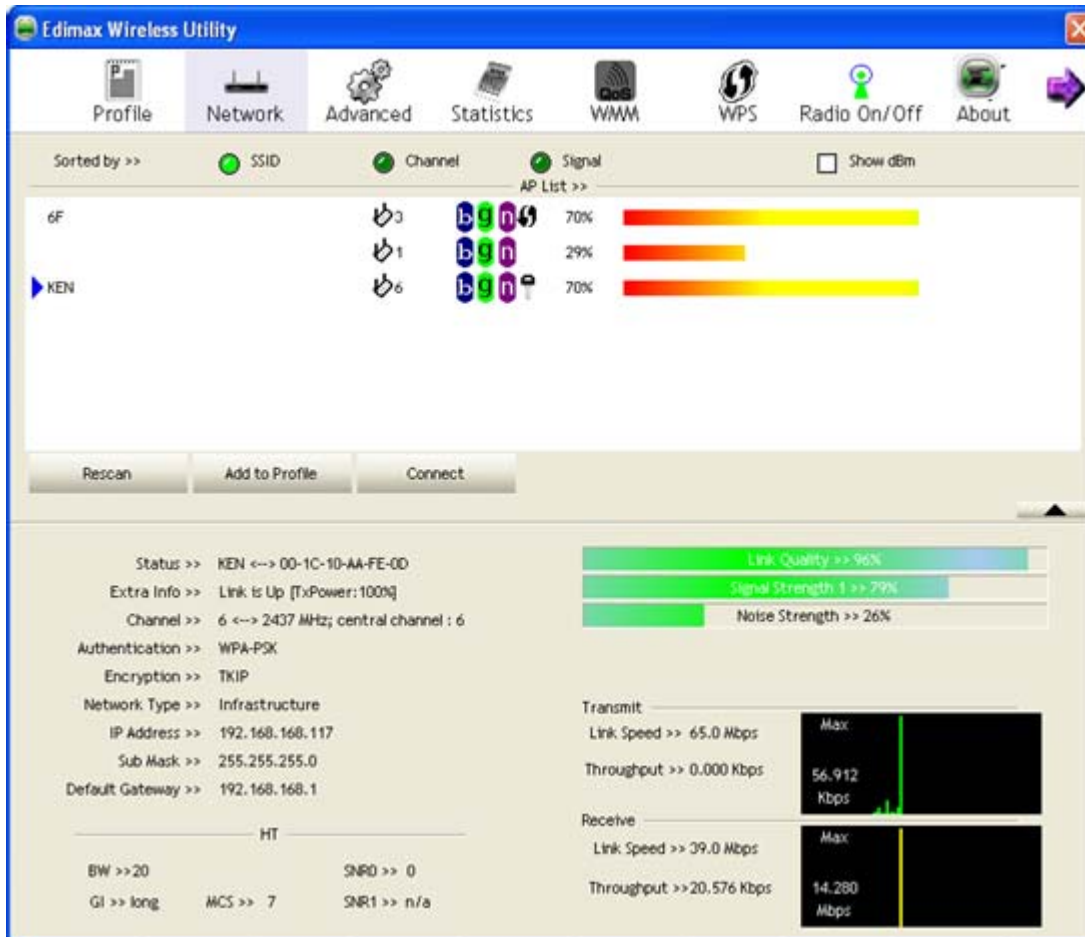 Edimax Wireless Utility
Profile Network Advanced Statistics WMM WPS Radio On/Off About
Sorted by >> SSID Channel Signal Show dBm
AP List >>
6F 3 b g n 70%
1 b g n 29%
KEN 6 b g n 70%
Rescan Add to Profile Connect
Status >> KEN <--> 00-1C-10-AA-FE-0D
Extra Info >> Link is Up [TxPower:100%]
Channel >> 6 <--> 2437 MHz; central channel : 6
Authentication >> WPA-PSK
Encryption >> TKIP
Network Type >> Infrastructure
IP Address >> 192.168.168.117
Sub Mask >> 255.255.255.0
Default Gateway >> 192.168.168.1
HT
BW >> 20 SNR0 >> 0
GI >> long MCS >> 7 SNR1 >> n/a
Link Quality >> 96%
Signal Strength 1 >> 79%
Noise Strength >> 26%
Transmit
Link Speed >> 65.0 Mbps
Throughput >> 0.000 Kbps
Max
56.912
Kbps
Receive
Link Speed >> 39.0 Mbps
Throughput >> 20.576 Kbps
Max
14.280
Mbps